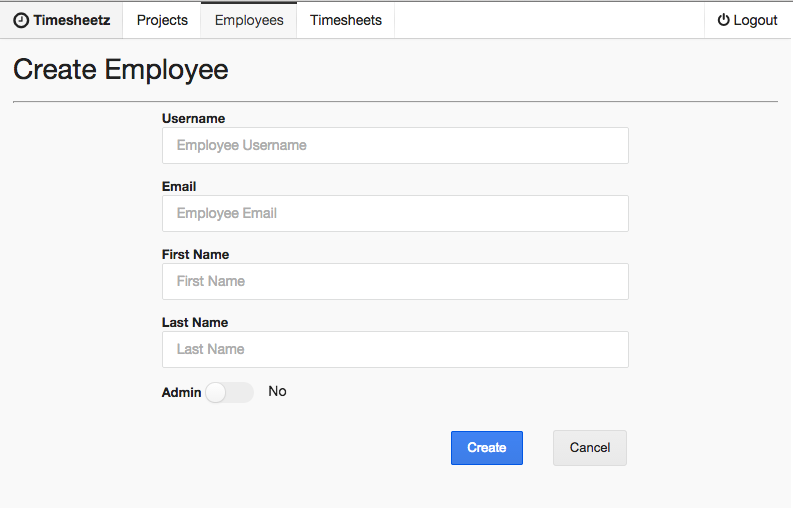 Timesheetz Projects Employees Timesheets Logout
Create Employee
Username
Employee Username
Email
Employee Email
First Name
First Name
Last Name
Last Name
Admin No
Create Cancel